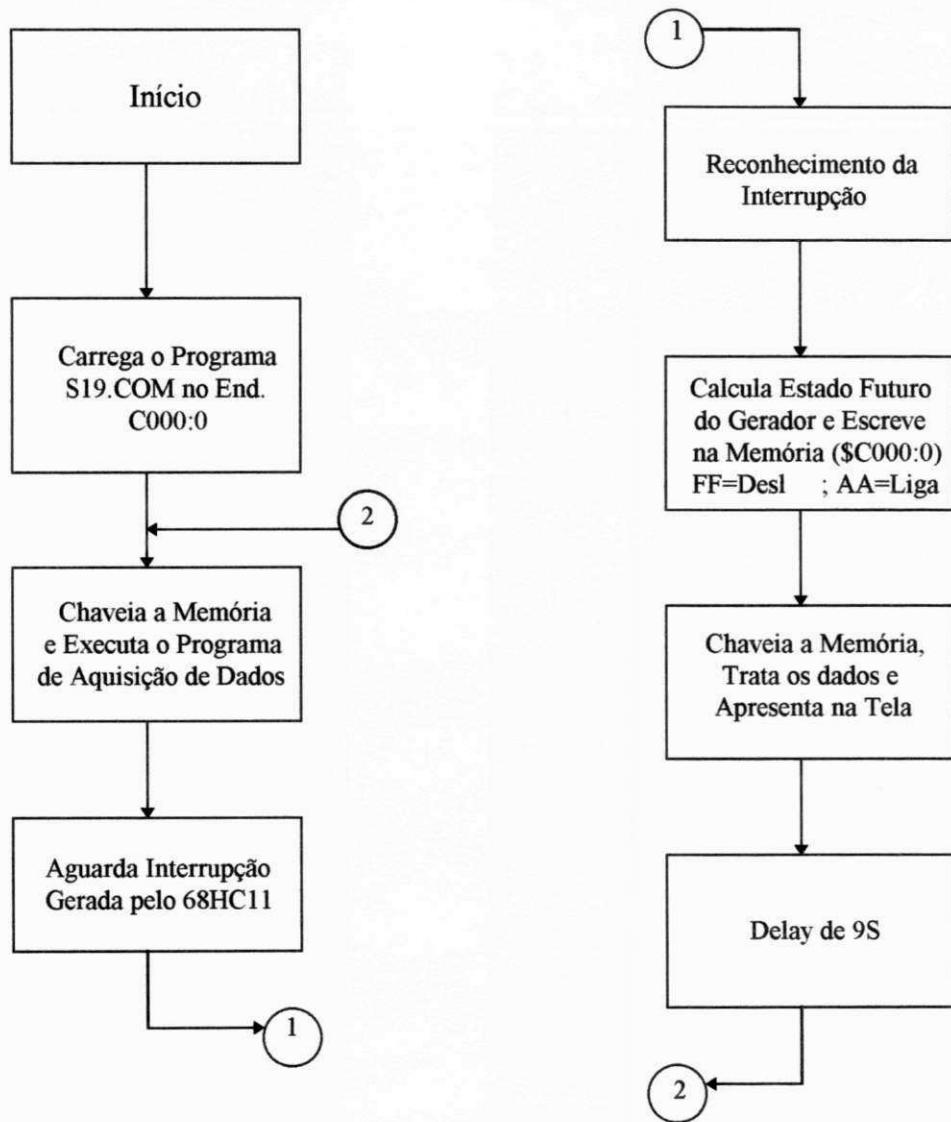 Início
Carrega o Programa
S19.COM no End.
C000:0
2
Chaveia a Memória
e Executa o Programa
de Aquisição de Dados
Aguarda Interrupção
Gerada pelo 68HC11
1
1
Reconhecimento da
Interrupção
Calcula Estado Futuro
do Gerador e Escreve
na Memória ($C000:0)
FF=Desl ; AA=Liga
Chaveia a Memória,
Trata os dados e
Apresenta na Tela
Delay de 9S
2